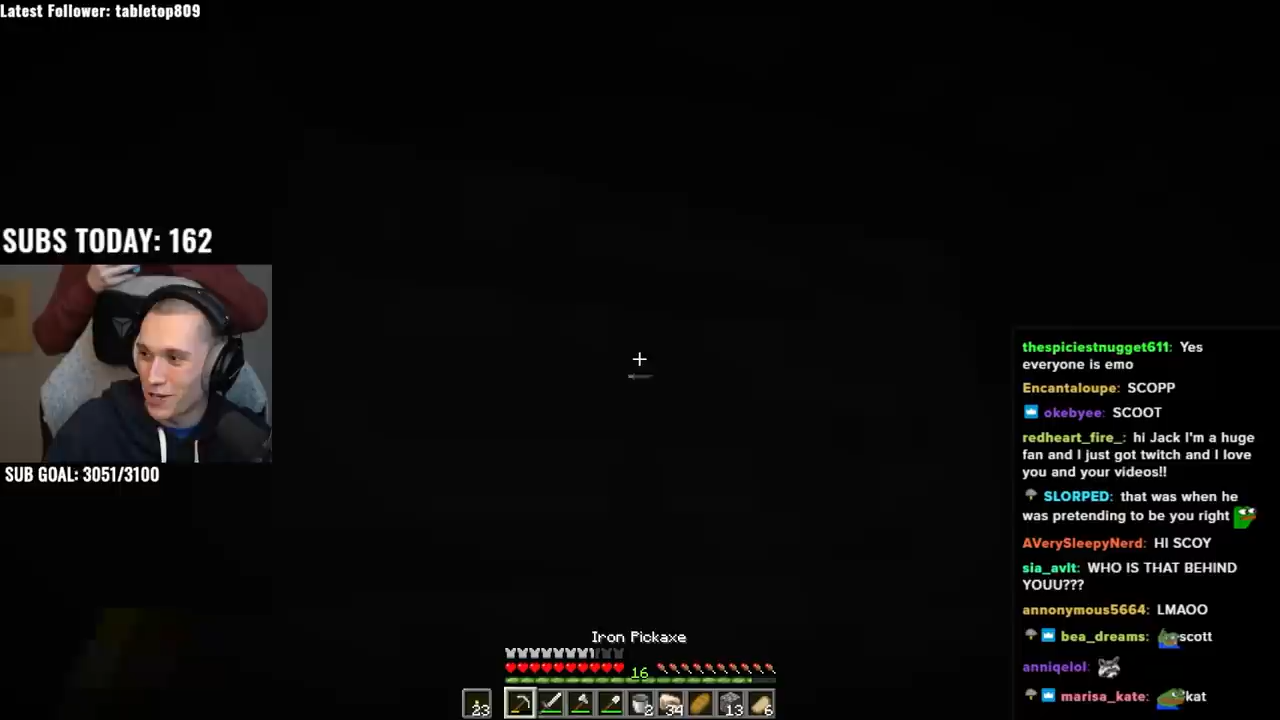 Latest Follower: tabletop809
SUBS TODAY: 162
SUB GOAL: 3051/3100
thespiciestnugget611: Yes
everyone is emo
Encantaloupe: SCOPP
okebyee: SCOOT
redheart_fire_: hi Jack I'm a huge
fan and I just got twitch and I love
you and your videos!!
SLORPED: that was when he
was pretending to be you right
AVerySleepyNerd: HI SCOY
sia_avlt: WHO IS THAT BEHIND
YOUU???
annonymous5664: LMAOO
bea_dreams: scott
anniqelol:
marisa_kate: kat
Iron Pickaxe
16
23 2 34 13 6